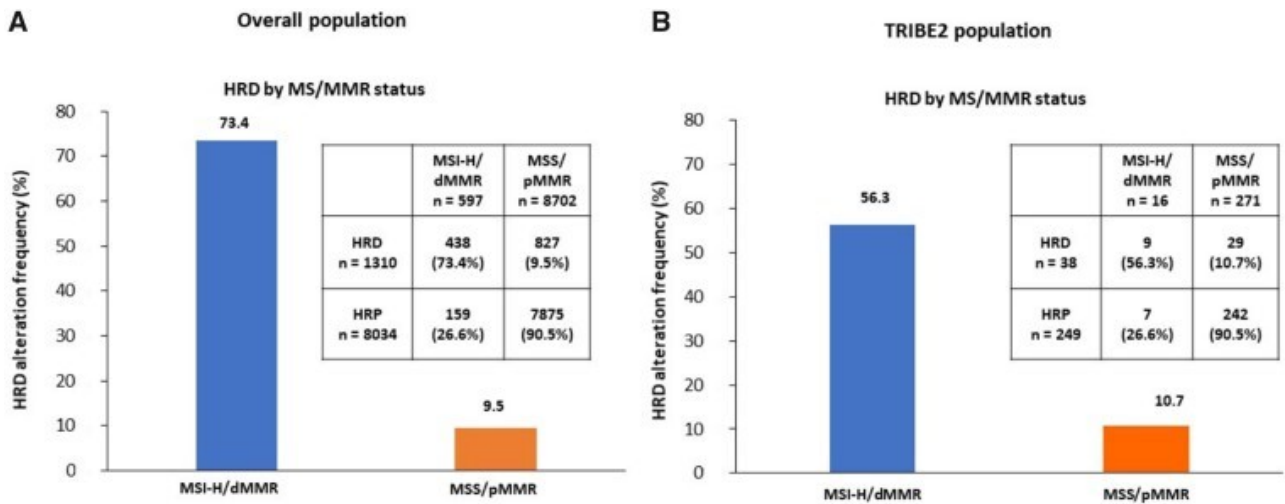 A
Overall population
HRD by MS/MMR status
HRD alteration frequency (%)
80
70
60
50
40
30
20
10
0
73.4
9.5
MSI-H/dMMR
MSS/pMMR
MSI-H/
dMMR
n = 597
MSS/
pMMR
n = 8702
HRD
n = 1310
438
(73.4%)
827
(9.5%)
HRP
n = 8034
159
(26.6%)
7875
(90.5%)
B
TRIBE2 population
HRD by MS/MMR status
HRD alteration frequency (%)
80
70
60
50
40
30
20
10
0
56.3
10.7
MSI-H/dMMR
MSS/pMMR
MSI-H/
dMMR
n = 16
MSS/
pMMR
n = 271
HRD
n = 38
9
(56.3%)
29
(10.7%)
HRP
n = 249
7
(26.6%)
242
(90.5%)